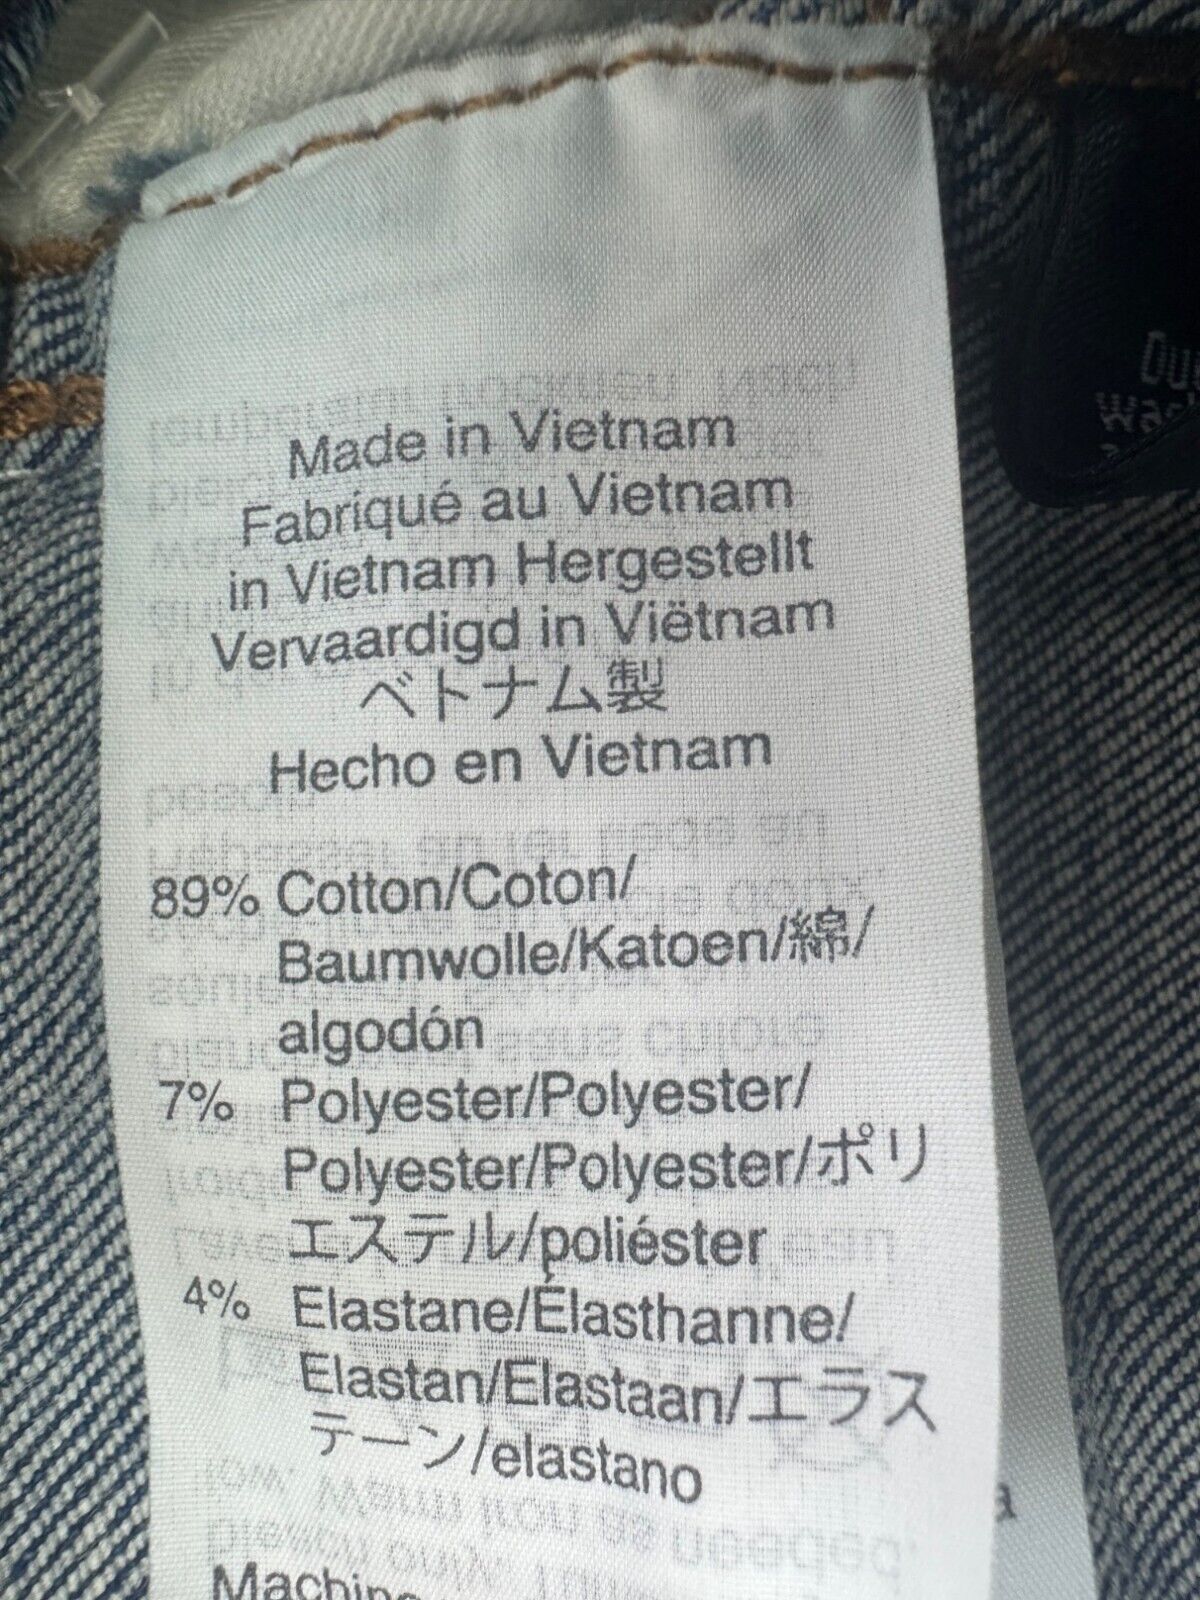 Made in Vietnam
Fabriqué au Vietnam
in Vietnam Hergestellt
Vervaardigd in Viëtnam
ベトナム製
Hecho en Vietnam
89% Cotton/Coton/
Baumwolle/Katoen/綿/
algodón
7% Polyester/Polyester/
Polyester/Polyester/ポリ
エステル/poliéster
4% Elastane/Élasthanne/
Elastan/Elastaan/エラス
テーン/elastano